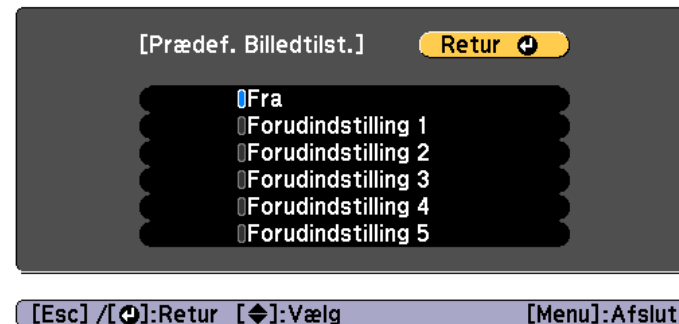 [Prædef. Billedtilst.] Retur
Fra
Forudindstilling 1
Forudindstilling 2
Forudindstilling 3
Forudindstilling 4
Forudindstilling 5
[Esc] /[⏎]:Retur [◆]:Vælg [Menu]:Afslut